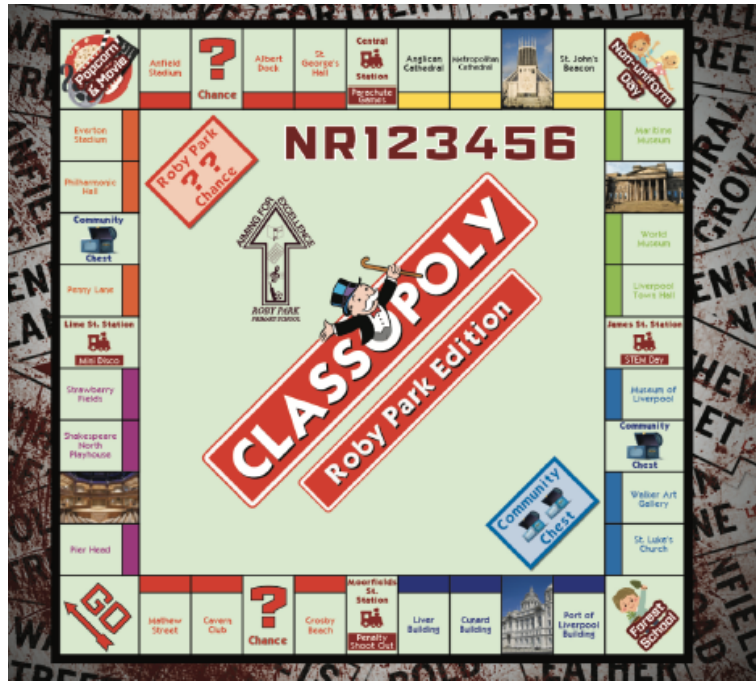 Popcorn
& Movie
Anfield
Stadium
?
Chance
Albert
Dock
St.
George's
Hall
Central
Station
Parachute
Games
Anglican
Cathedral
Metropolitan
Cathedral
St. John's
Beacon
Non-uniform
Day
Everton
Stadium
Philharmonic
Hall
Community
Chest
Penny Lane
Lime St. Station
Mini Disco
Strawberry
Fields
Shakespeare
North
Playhouse
Pier Head
Roby Park
? ?
Chance
NR123456
AIMING FOR EXCELLENCE
ROBY PARK
PRIMARY SCHOOL
CLASSOPOLY
Roby Park Edition
Community
Chest
Maritime
Museum
World
Museum
Liverpool
Town Hall
James St. Station
STEM Day
Museum of
Liverpool
Community
Chest
Walker Art
Gallery
St. Luke's
Church
GO
Mathew
Street
Cavern
Club
?
Chance
Crosby
Beach
Moorfields
St.
Station
Penalty
Shoot Out
Liver
Building
Cunard
Building
Port of
Liverpool
Building
Forest
School